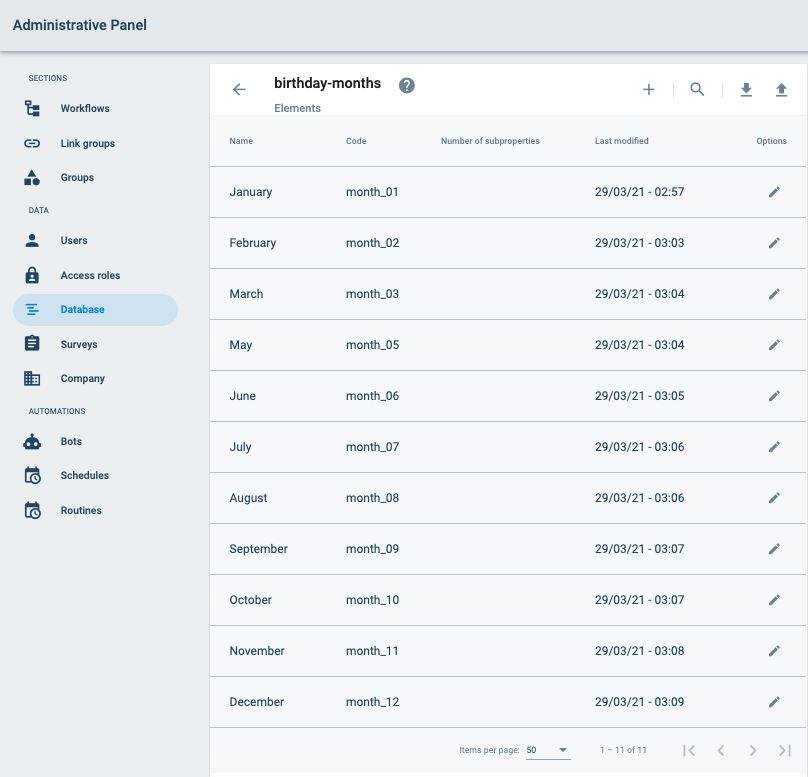 Administrative Panel
SECTIONS
Workflows
Link groups
Groups
DATA
Users
Access roles
Database
Surveys
Company
AUTOMATIONS
Bots
Schedules
Routines
birthday-months ?
Elements
Name Code Number of subproperties Last modified Options
January month_01 29/03/21 - 02:57
February month_02 29/03/21 - 03:03
March month_03 29/03/21 - 03:04
May month_05 29/03/21 - 03:04
June month_06 29/03/21 - 03:05
July month_07 29/03/21 - 03:06
August month_08 29/03/21 - 03:06
September month_09 29/03/21 - 03:07
October month_10 29/03/21 - 03:07
November month_11 29/03/21 - 03:08
December month_12 29/03/21 - 03:09
Items per page: 50 1 – 11 of 11